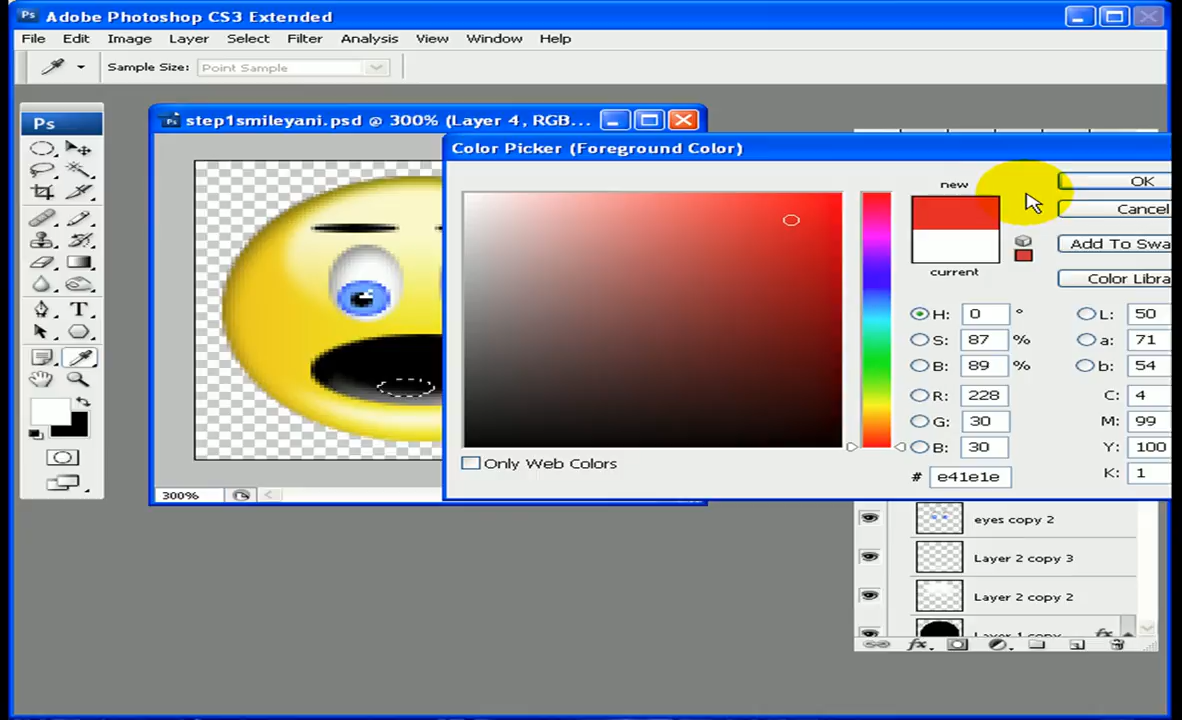 Ps Adobe Photoshop CS3 Extended
File Edit Image Layer Select Filter Analysis View Window Help
Sample Size: Point Sample
Ps
step1smileyani.psd @ 300% (Layer 4, RGB...
Color Picker (Foreground Color)
new
OK
Cancel
Add To Swa
current
Color Libra
H: 0 ° L: 50
S: 87 % a: 71
B: 89 % b: 54
R: 228 C: 4
G: 30 M: 99
B: 30 Y: 100
Only Web Colors
# e41e1e K: 1
300%
eyes copy 2
Layer 2 copy 3
Layer 2 copy 2
Layer 1 copy fx
fx